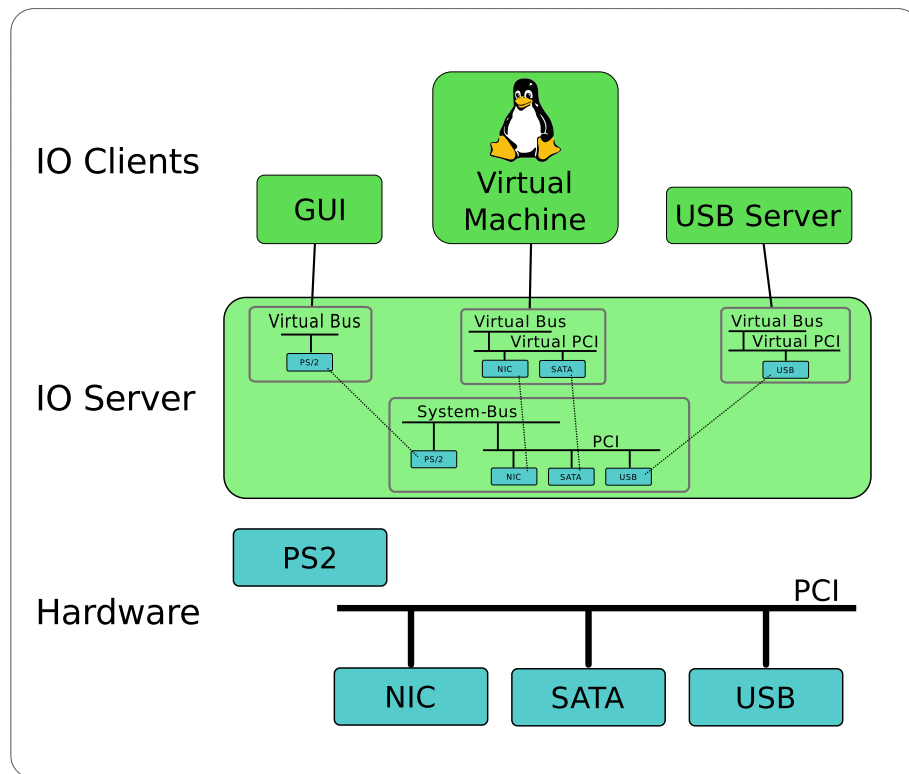 IO Clients
GUI
Virtual
Machine
USB Server
IO Server
Virtual Bus
PS/2
Virtual Bus
Virtual PCI
NIC
SATA
Virtual Bus
Virtual PCI
USB
System-Bus
PCI
PS/2
NIC
SATA
USB
Hardware
PS2
PCI
NIC
SATA
USB